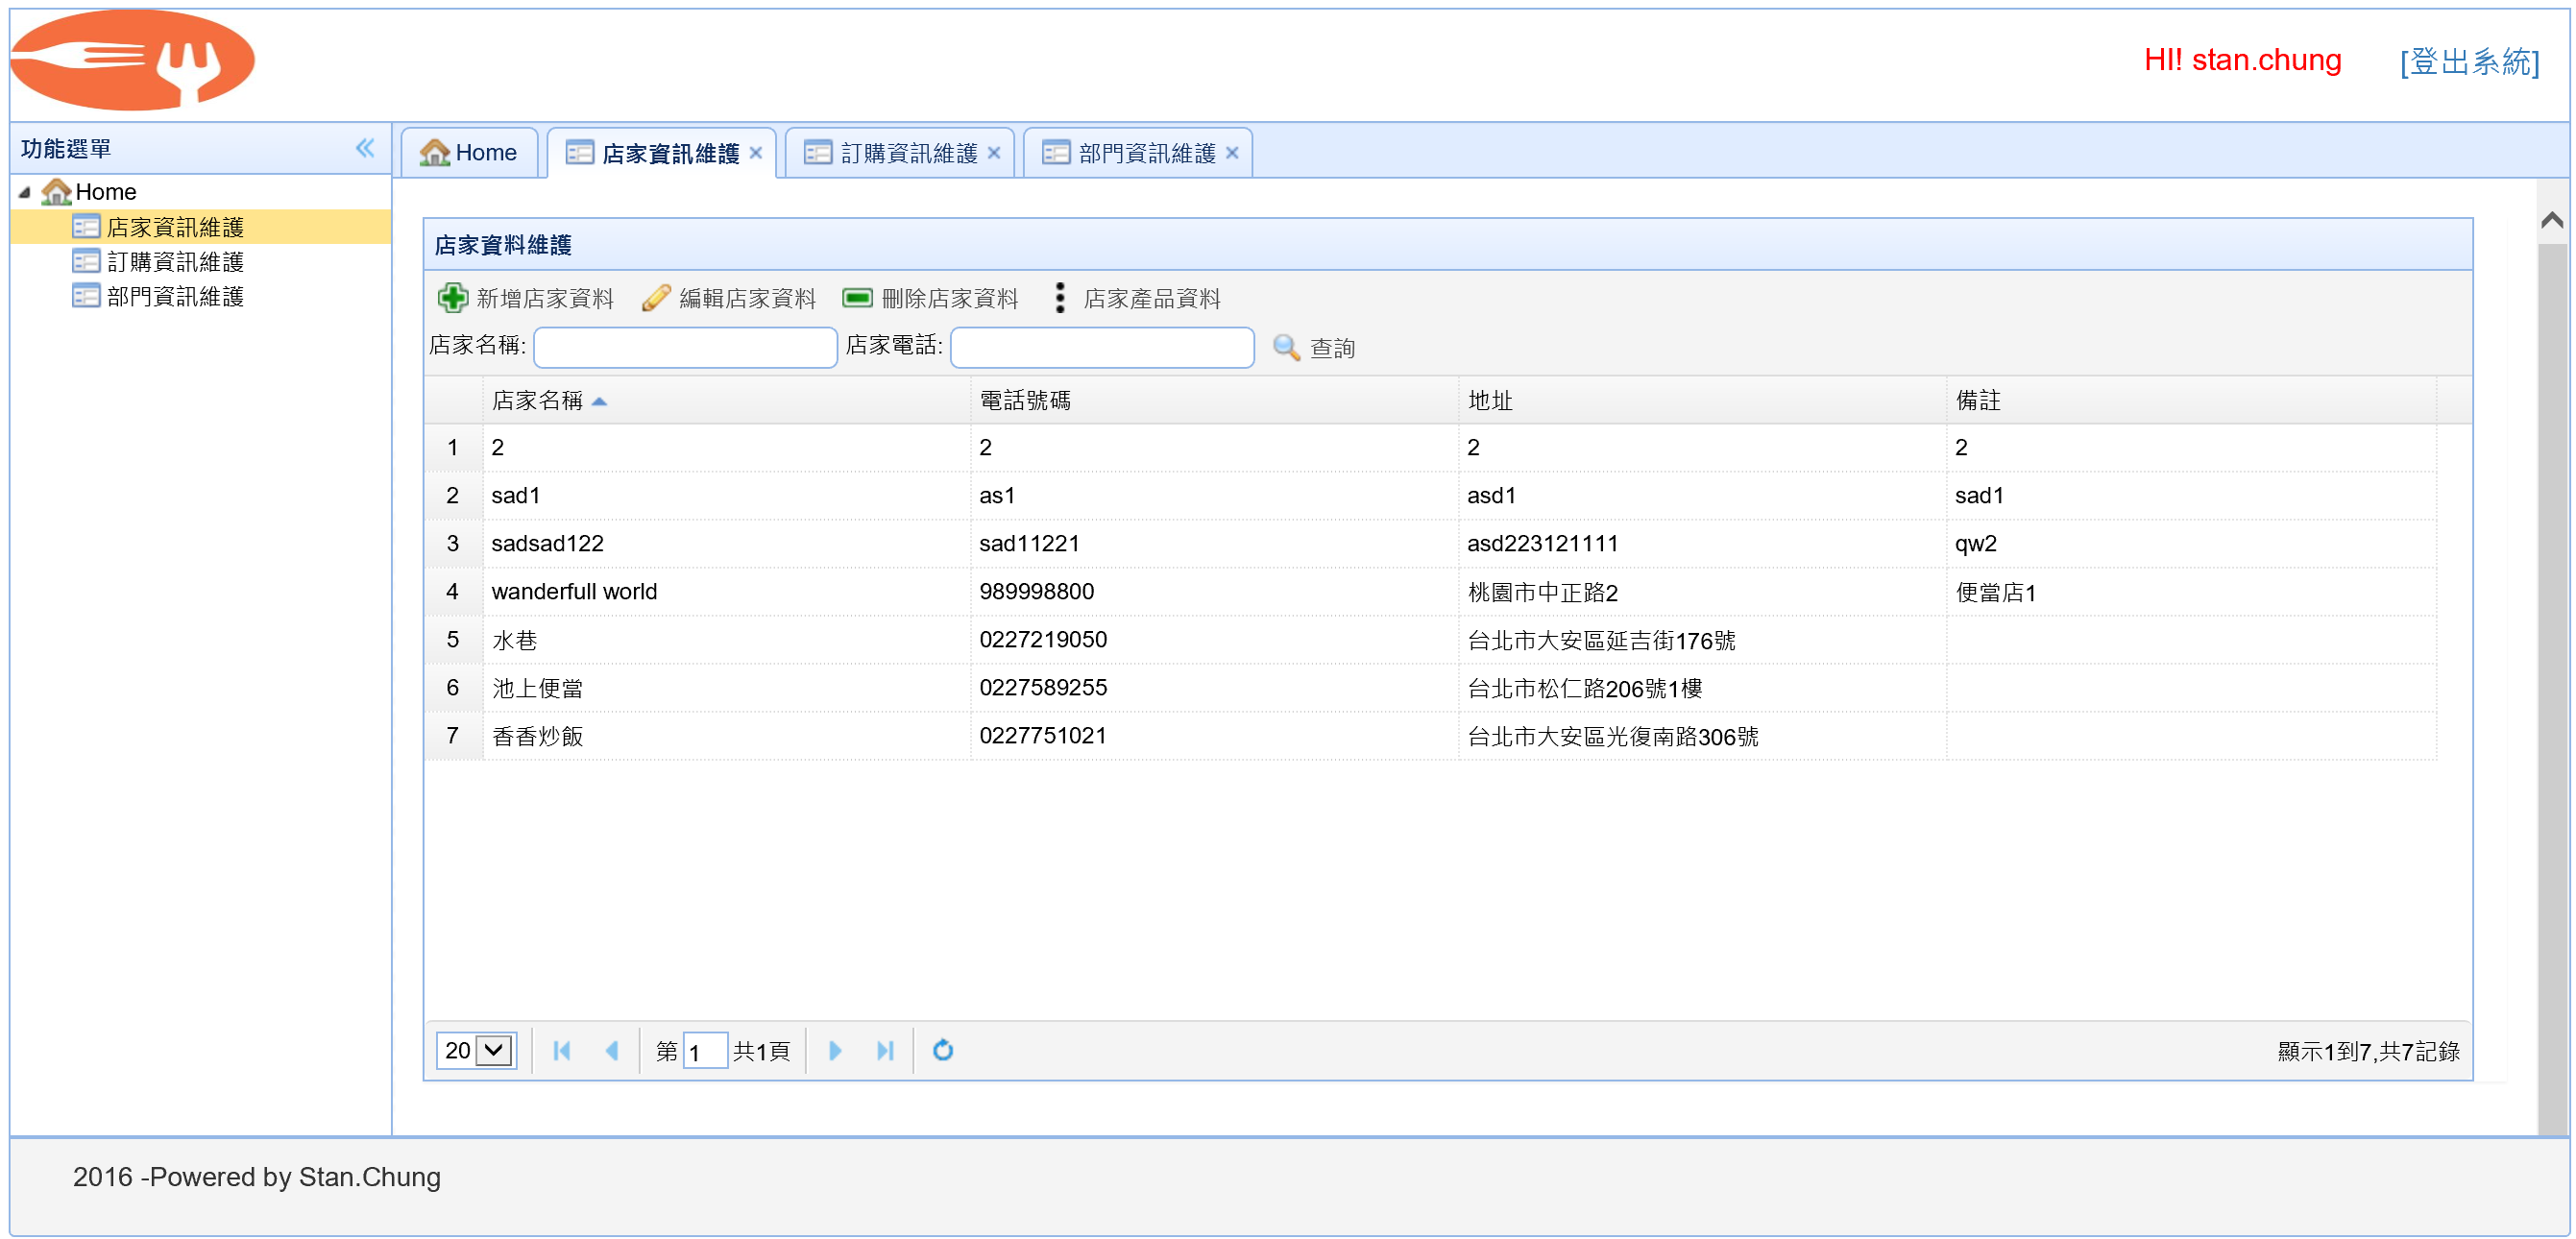 HI! stan.chung [登出系統]
功能選單
Home 店家資訊維護 訂購資訊維護 部門資訊維護
Home
店家資訊維護
訂購資訊維護
部門資訊維護
店家資料維護
新增店家資料 編輯店家資料 刪除店家資料 店家產品資料
店家名稱: 店家電話: 查詢
店家名稱 電話號碼 地址 備註
1 2 2 2 2
2 sad1 as1 asd1 sad1
3 sadsad122 sad11221 asd223121111 qw2
4 wanderfull world 989998800 桃園市中正路2 便當店1
5 水巷 0227219050 台北市大安區延吉街176號
6 池上便當 0227589255 台北市松仁路206號1樓
7 香香炒飯 0227751021 台北市大安區光復南路306號
20 第 1 共1頁 顯示1到7,共7記錄
2016 -Powered by Stan.Chung